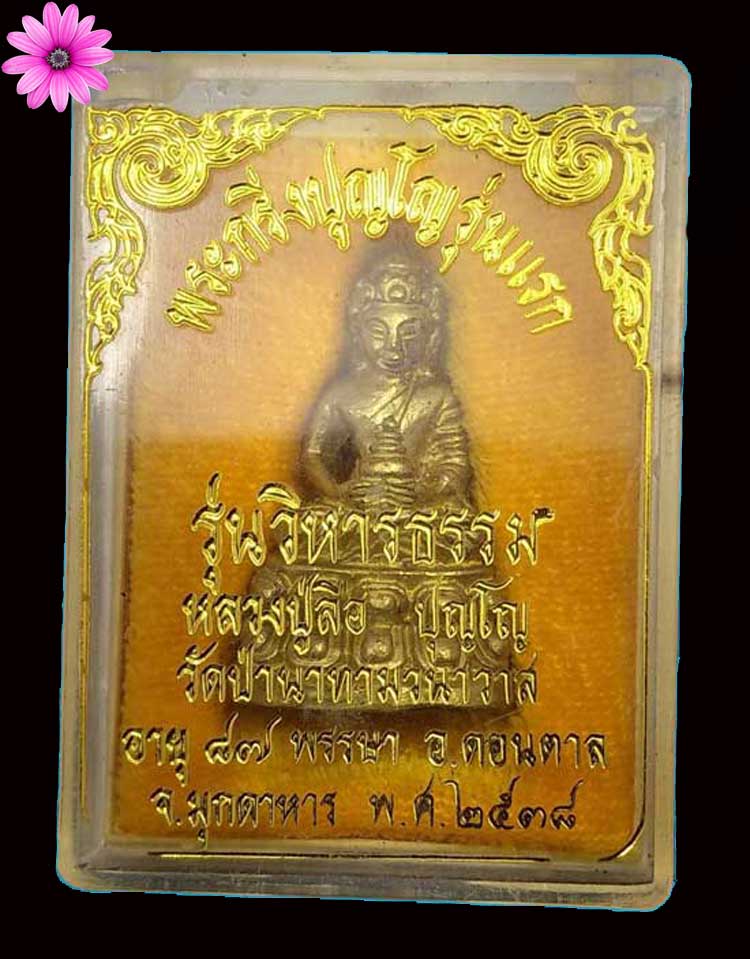 พระกริ่งปุญโญรุ่นแรก
รุ่นวิหารธรรม
หลวงปู่ลือ ปุญโญ
วัดป่านาทามวนาวาส
อายุ ๘๗ พรรษา อ.ดอนตาล
จ.มุกดาหาร พ.ศ.๒๕๓๘